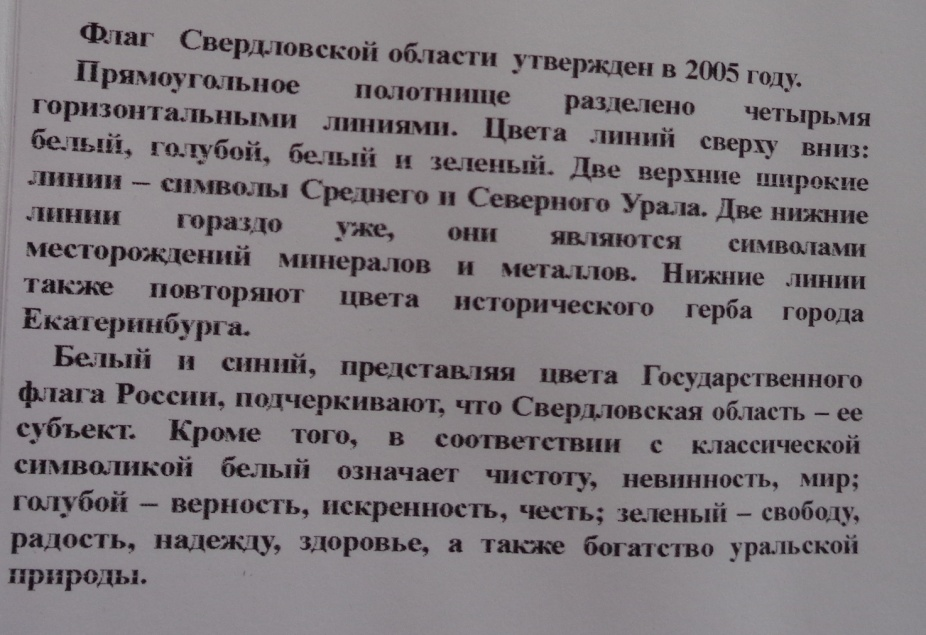 Флаг Свердловской области утвержден в 2005 году.
Прямоугольное полотнище разделено четырьмя
горизонтальными линиями. Цвета линий сверху вниз:
белый, голубой, белый и зеленый. Две верхние широкие
линии – символы Среднего и Северного Урала. Две нижние
линии гораздо уже, они являются символами
месторождений минералов и металлов. Нижние линии
также повторяют цвета исторического герба города
Екатеринбурга.
Белый и синий, представляя цвета Государственного
флага России, подчеркивают, что Свердловская область – ее
субъект. Кроме того, в соответствии с классической
символикой белый означает чистоту, невинность, мир;
голубой – верность, искренность, честь; зеленый – свободу,
радость, надежду, здоровье, а также богатство уральской
природы.